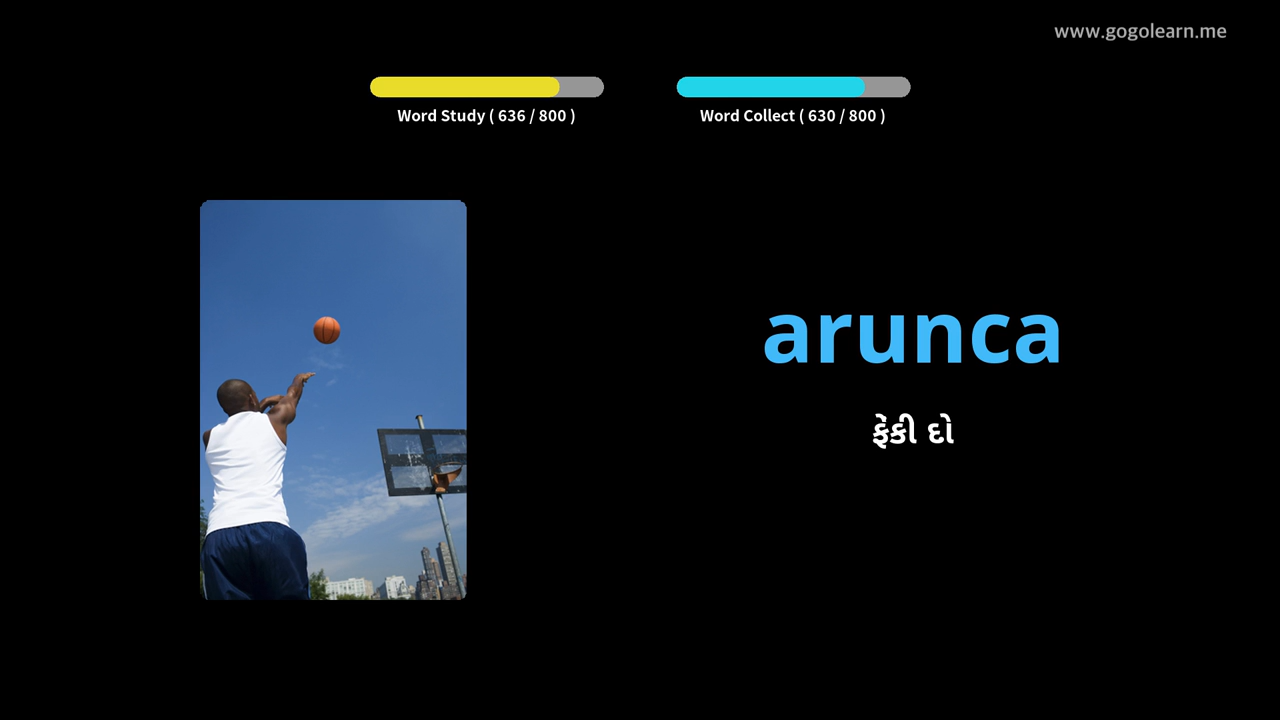 www.gogolearn.me
Word Study ( 636 / 800 )
Word Collect ( 630 / 800 )
arunca
ફેંકી દો